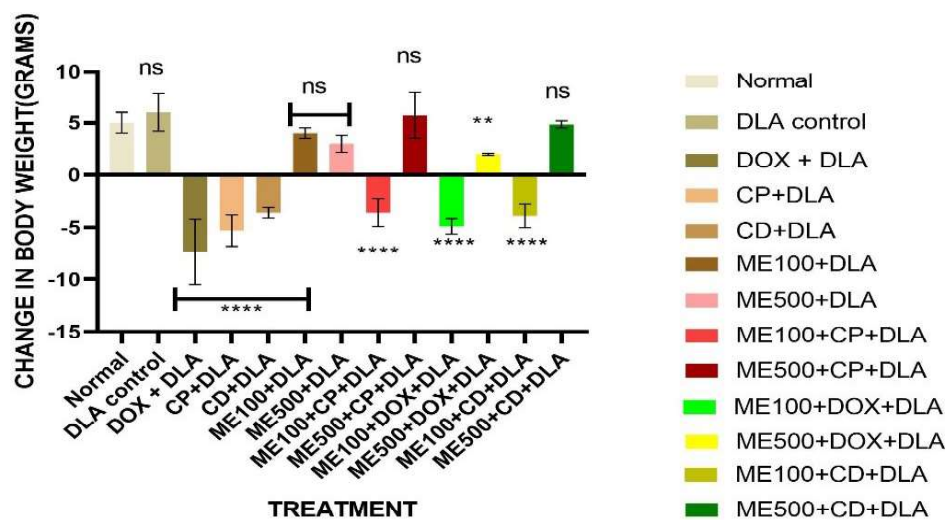 CHANGE IN BODY WEIGHT(GRAMS)
10
5
0
-5
-10
-15
ns
ns
ns
**
ns
****
****
****
****
Normal
DLA control
DOX + DLA
CP+DLA
CD+DLA
ME100+DLA
ME500+DLA
ME100+CP+DLA
ME500+CP+DLA
ME100+DOX+DLA
ME500+DOX+DLA
ME100+CD+DLA
ME500+CD+DLA
TREATMENT
Normal
DLA control
DOX + DLA
CP+DLA
CD+DLA
ME100+DLA
ME500+DLA
ME100+CP+DLA
ME500+CP+DLA
ME100+DOX+DLA
ME500+DOX+DLA
ME100+CD+DLA
ME500+CD+DLA